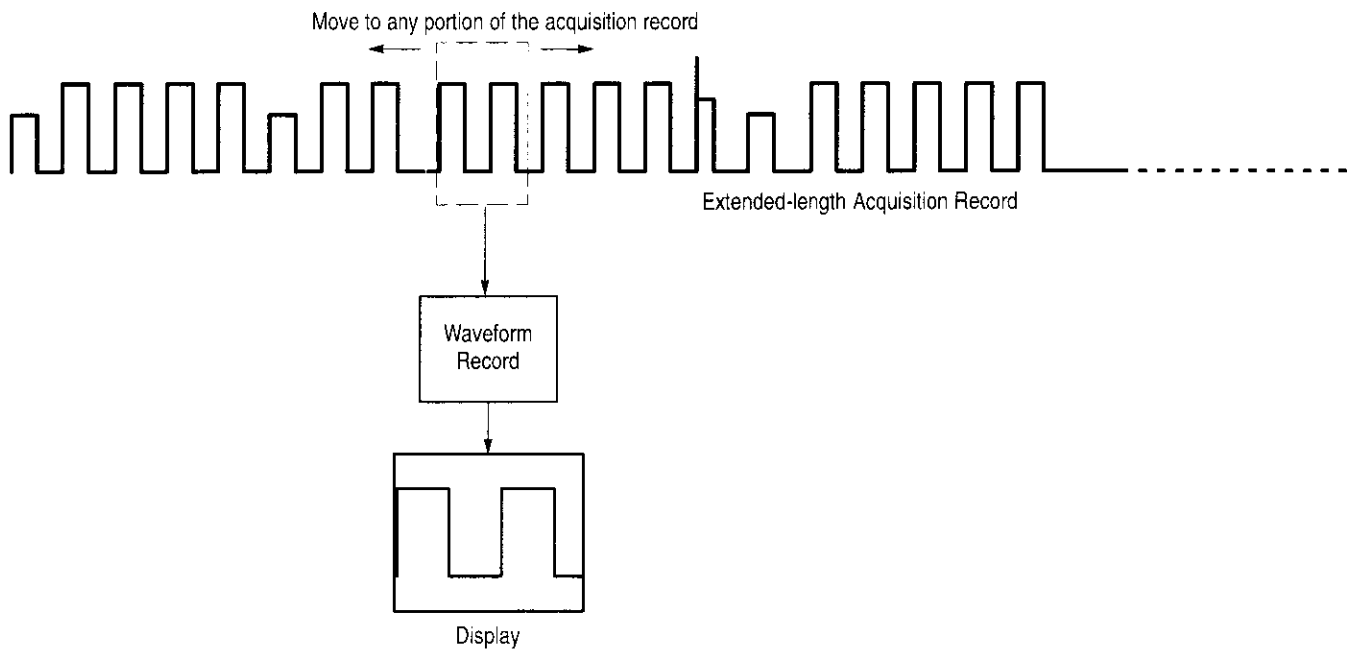 Move to any portion of the acquisition record
Extended-length Acquisition Record
Waveform
Record
Display